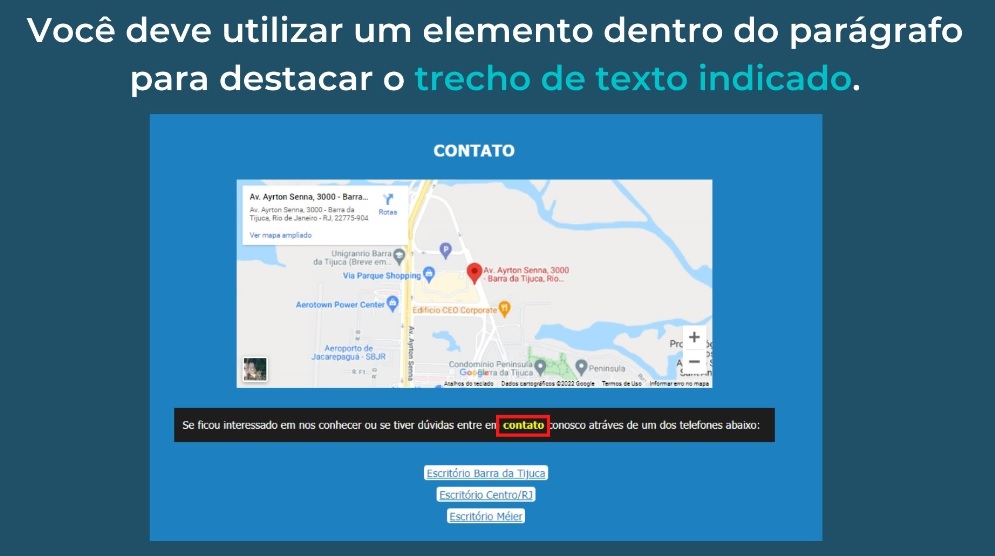 Você deve utilizar um elemento dentro do parágrafo
para destacar o trecho de texto indicado.
CONTATO
Av. Ayrton Senna, 3000 - Barra...
Av. Ayrton Senna, 3000 - Barra da
Tijuca, Rio de Janeiro - RJ, 22775-904
Rotas
Ver mapa ampliado
Unigranrio Barra
da Tijuca (Breve em...
P
Via Parque Shopping
Av. Ayrton Senna, 3000
- Barra da Tijuca, Rio...
Aerotown Power Center
Edifício CEO Corporate
Av. Ayrton Senna
Aeroporto de
Jacarepaguá - SBJR
Condomínio Península
Barra da Tijuca
Península
Google
Atalhos do teclado
Dados cartográficos ©2022 Google
Termos de Uso
Informar erro no mapa
Se ficou interessado em nos conhecer ou se tiver dúvidas entre em contato conosco atráves de um dos telefones abaixo:
Escritório Barra da Tijuca
Escritório Centro/RJ
Escritório Méier